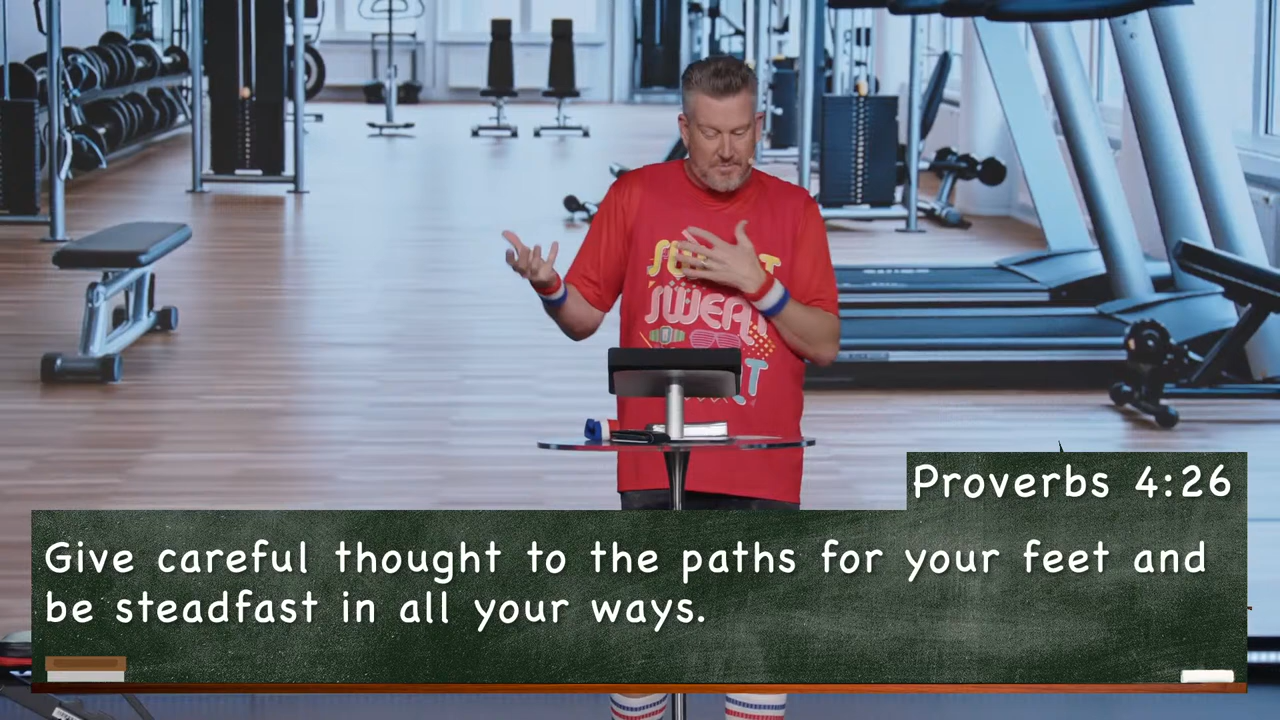 SWEAT
Proverbs 4:26
Give careful thought to the paths for your feet and
be steadfast in all your ways.